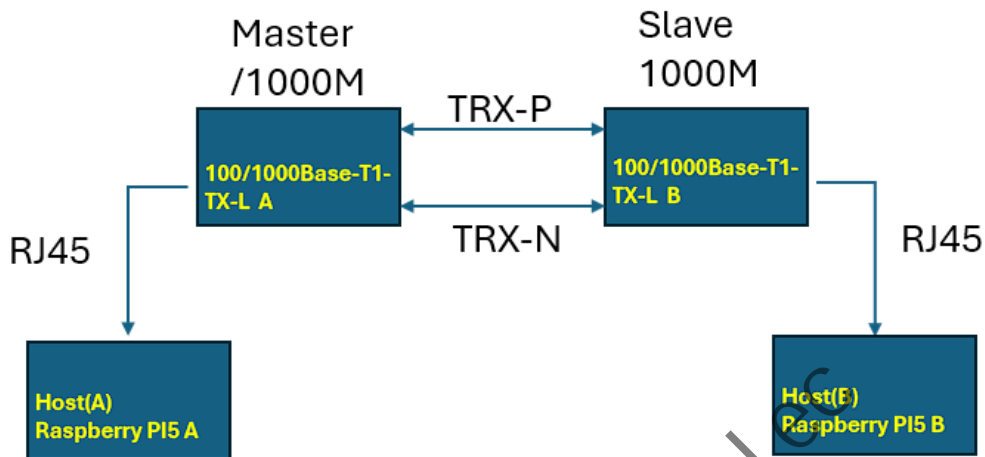 Master
/1000M
Slave
1000M
TRX-P
100/1000Base-T1-
TX-L A
100/1000Base-T1-
TX-L B
TRX-N
RJ45
RJ45
Host(A)
Raspberry PI5 A
Host(B)
Raspberry PI5 B